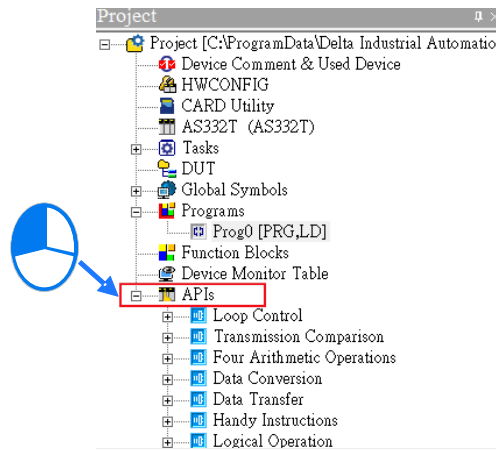 Project
Project [C:\ProgramData\Delta Industrial Automatio
Device Comment & Used Device
HWCONFIG
CARD Utility
AS332T (AS332T)
Tasks
DUT
Global Symbols
Programs
Prog0 [PRG,LD]
Function Blocks
Device Monitor Table
APIs
Loop Control
Transmission Comparison
Four Arithmetic Operations
Data Conversion
Data Transfer
Handy Instructions
Logical Operation